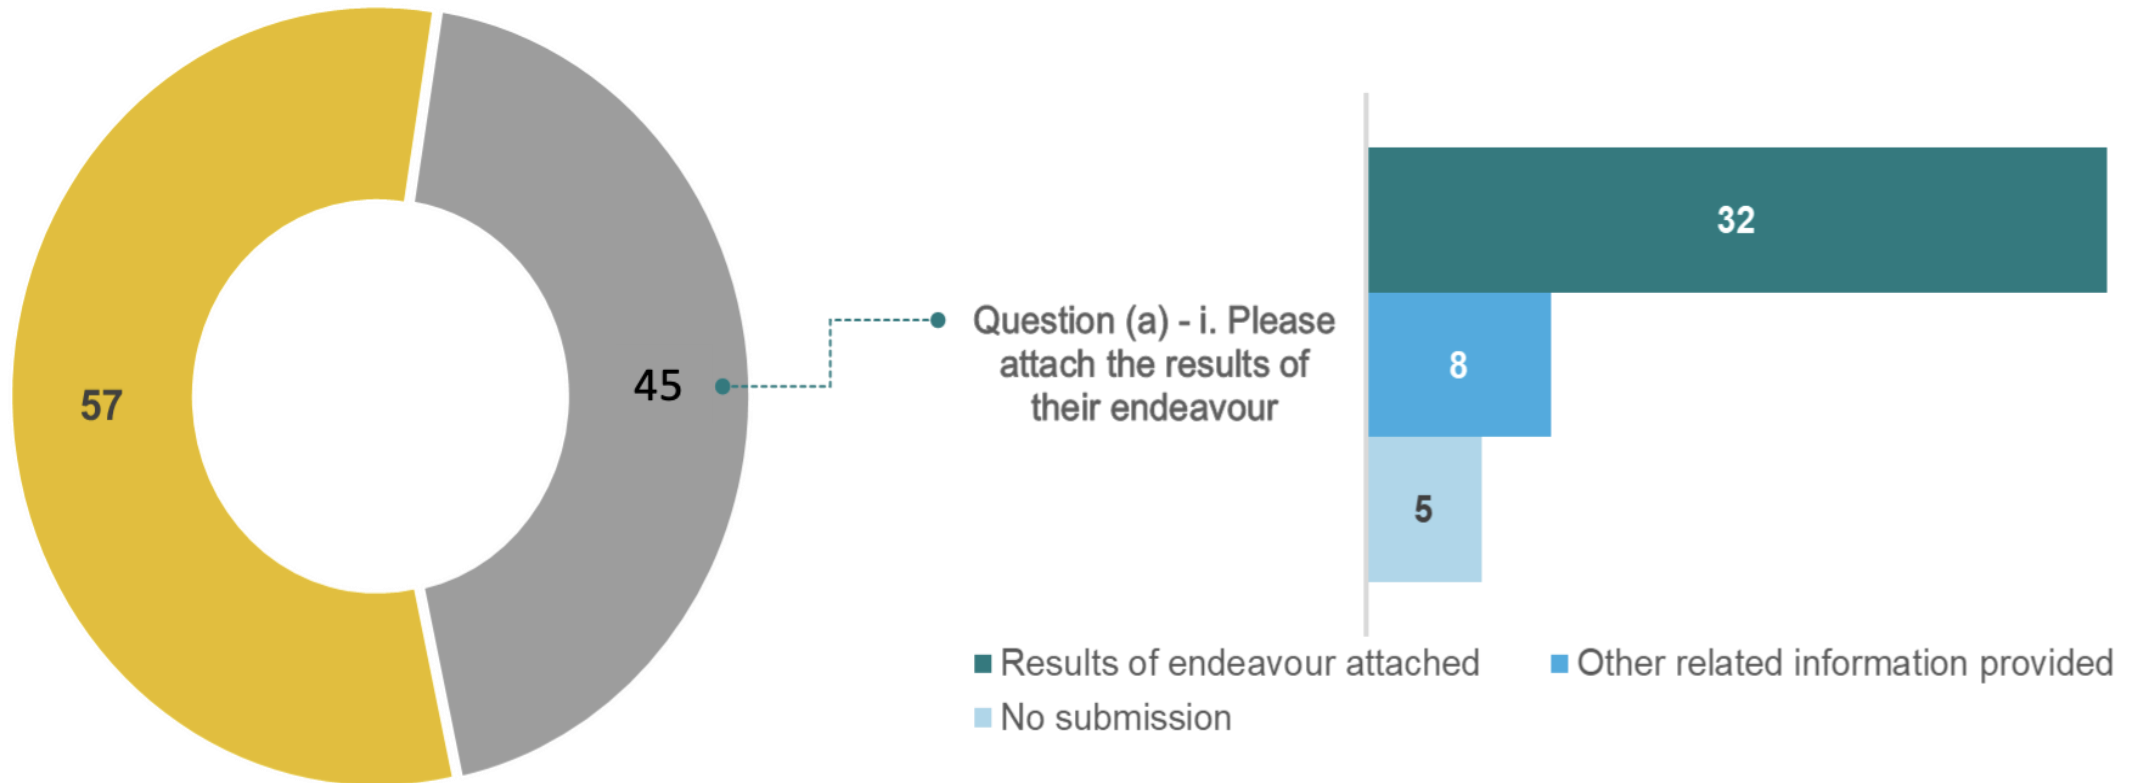 57
45
Question (a) - i. Please
attach the results of
their endeavour
32
8
5
Results of endeavour attached
Other related information provided
No submission